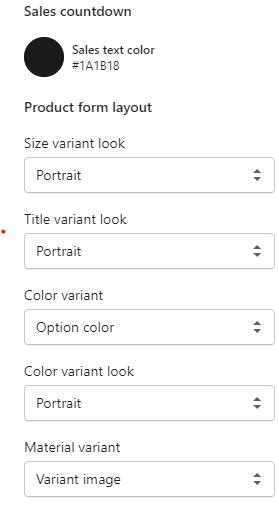 Sales countdown
Sales text color
#1A1B18
Product form layout
Size variant look
Portrait
Title variant look
Portrait
Color variant
Option color
Color variant look
Portrait
Material variant
Variant image